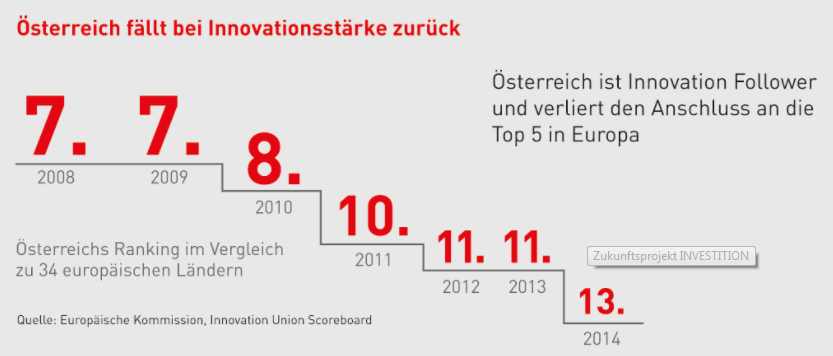 Österreich fällt bei Innovationsstärke zurück
Österreich ist Innovation Follower
und verliert den Anschluss an die
Top 5 in Europa
7.
2008
7.
2009
8.
2010
10.
2011
11.
2012
11.
2013
13.
2014
Zukunftsprojekt INVESTITION
Österreichs Ranking im Vergleich
zu 34 europäischen Ländern
Quelle: Europäische Kommission, Innovation Union Scoreboard